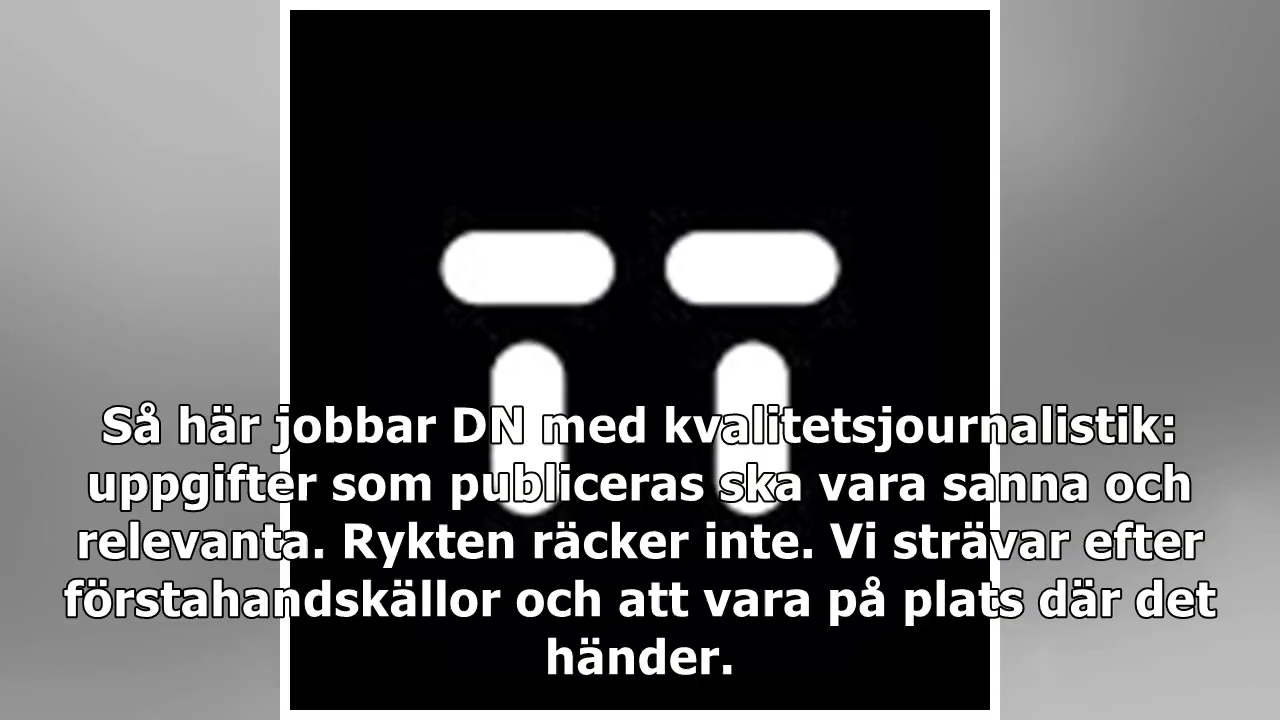 TT
Så här jobbar DN med kvalitetsjournalistik:
uppgifter som publiceras ska vara sanna och
relevanta. Rykten räcker inte. Vi strävar efter
förstahandskällor och att vara på plats där det
händer.